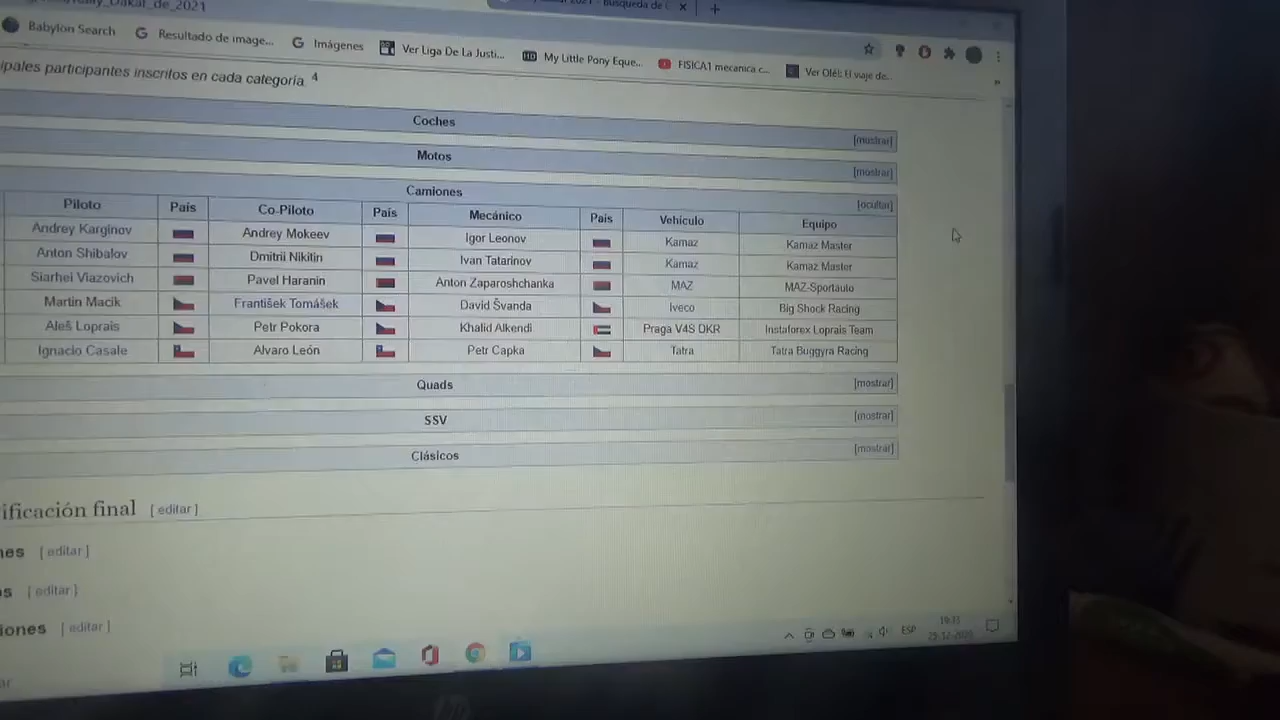 Dakar_de_2021
Babylon Search
Resultado de image...
Imágenes
Ver Liga De La Justi...
My Little Pony Eque...
FISICA1 mecanica c...
Ver Olé!: El viaje de...
ipales participantes inscritos en cada categoría. 4
Coches
[mostrar]
Motos
[mostrar]
Camiones
[ocultar]
Piloto País Co-Piloto País Mecánico País Vehículo Equipo
Andrey Karginov Andrey Mokeev Igor Leonov Kamaz Kamaz Master
Anton Shibalov Dmitrii Nikitin Ivan Tatarinov Kamaz Kamaz Master
Siarhei Viazovich Pavel Haranin Anton Zaparoshchanka MAZ MAZ-Sportauto
Martin Macik František Tomášek David Švanda Iveco Big Shock Racing
Aleš Loprais Petr Pokora Khalid Alkendi Praga V4S DKR Instaforex Loprais Team
Ignacio Casale Alvaro León Petr Capka Tatra Tatra Buggyra Racing
Quads
[mostrar]
SSV
[mostrar]
Clásicos
[mostrar]
ificación final [ editar ]
nes [ editar ]
s [ editar ]
iones [ editar ]
ar
ESP
29-12-2020
hp